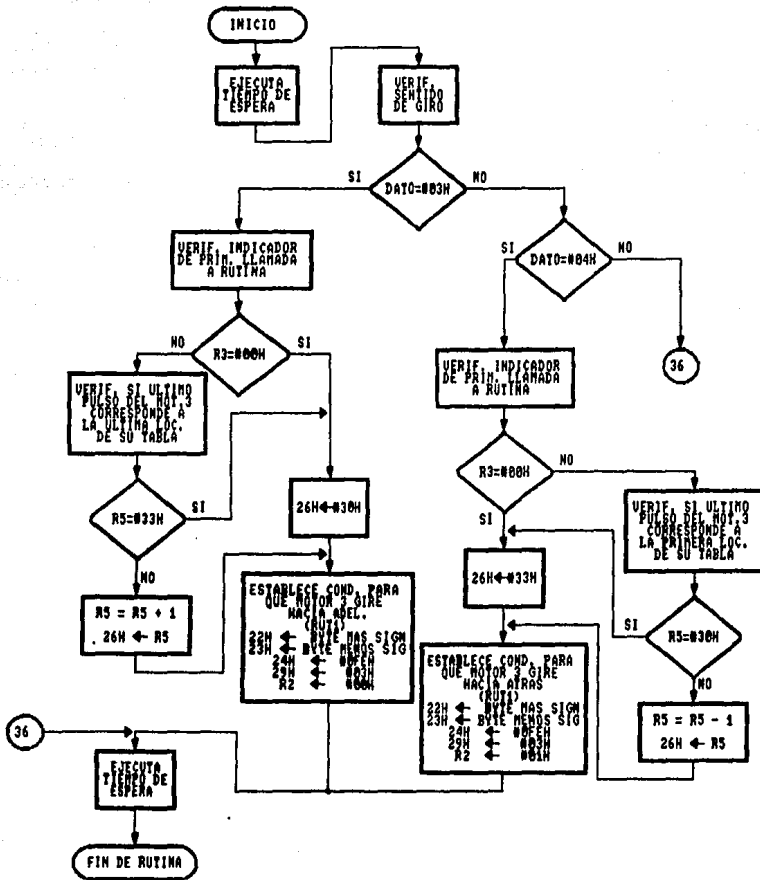 INICIO
EJECUTA
TIEMPO DE
ESPERA
VERIF.
SENTIDO
DE GIRO
DATO=#03H
SI
NO
VERIF. INDICADOR
DE PRIM. LLAMADA
A RUTINA
R3=#00H
NO
SI
VERIF. SI ULTIMO
PULSO DEL MOT.3
CORRESPONDE A
LA ULTIMA LOC.
DE SU TABLA
R5=#33H
SI
NO
R5 = R5 + 1
26H ← R5
26H←#30H
ESTABLECE COND. PARA
QUE MOTOR 3 GIRE
HACIA ADEL.
(RUT1)
22H ← BYTE MAS SIGN
23H ← BYTE MENOS SIG
24H ← #0FEH
29H ← #03H
R2 ← #00H
DATO=#04H
SI
NO
36
VERIF. INDICADOR
DE PRIM. LLAMADA
A RUTINA
R3=#00H
NO
SI
VERIF. SI ULTIMO
PULSO DEL MOT.3
CORRESPONDE A
LA PRIMERA LOC.
DE SU TABLA
26H←#33H
R5=#30H
SI
NO
R5 = R5 - 1
26H ← R5
ESTABLECE COND. PARA
QUE MOTOR 3 GIRE
HACIA ATRAS
(RUT1)
22H ← BYTE MAS SIGN
23H ← BYTE MENOS SIG
24H ← #0FEH
29H ← #03H
R2 ← #01H
36
EJECUTA
TIEMPO DE
ESPERA
FIN DE RUTINA